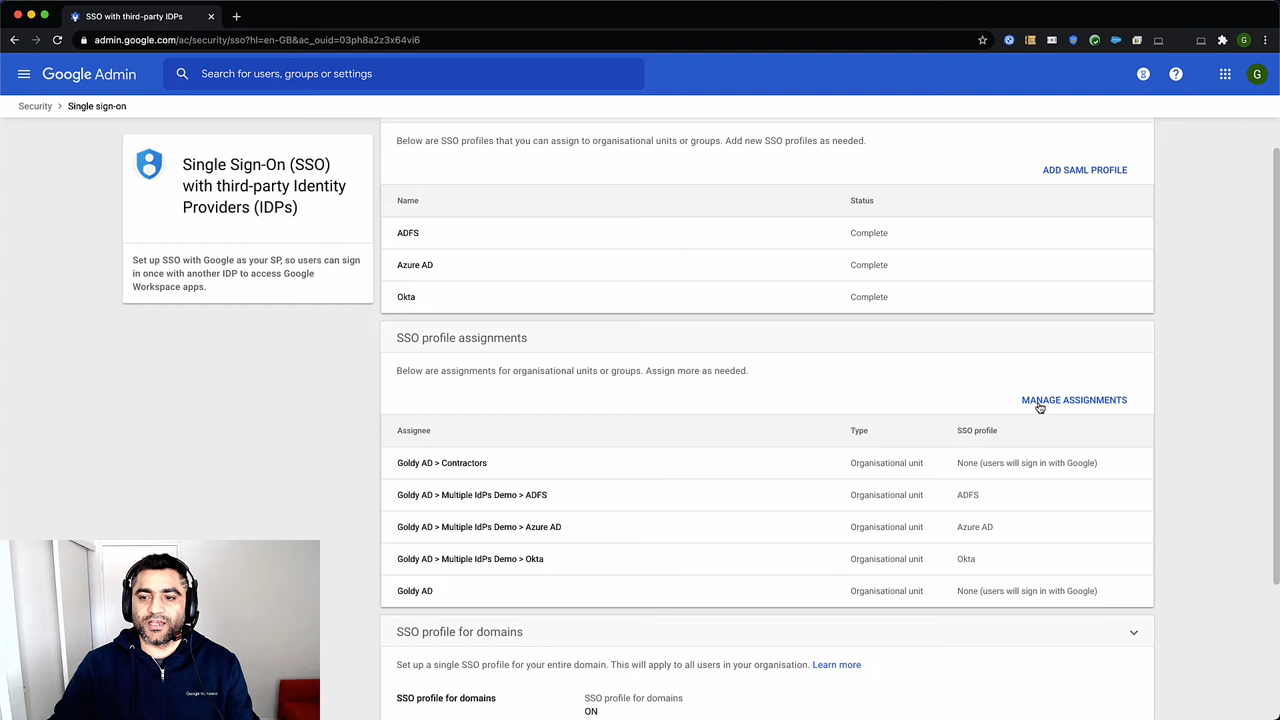 SSO with third-party IDPs
admin.google.com/ac/security/sso?hl=en-GB&ac_ouid=03ph8a2z3x64vi6
G
Google Admin
Search for users, groups or settings
8
?
G
Security > Single sign-on
Single Sign-On (SSO)
with third-party Identity
Providers (IDPs)
Set up SSO with Google as your SP, so users can sign
in once with another IDP to access Google
Workspace apps.
Below are SSO profiles that you can assign to organisational units or groups. Add new SSO profiles as needed.
ADD SAML PROFILE
Name Status
ADFS Complete
Azure AD Complete
Okta Complete
SSO profile assignments
Below are assignments for organisational units or groups. Assign more as needed.
MANAGE ASSIGNMENTS
Assignee Type SSO profile
Goldy AD > Contractors Organisational unit None (users will sign in with Google)
Goldy AD > Multiple IdPs Demo > ADFS Organisational unit ADFS
Goldy AD > Multiple IdPs Demo > Azure AD Organisational unit Azure AD
Goldy AD > Multiple IdPs Demo > Okta Organisational unit Okta
Goldy AD Organisational unit None (users will sign in with Google)
SSO profile for domains
Set up a single SSO profile for your entire domain. This will apply to all users in your organisation. Learn more
SSO profile for domains SSO profile for domains
ON